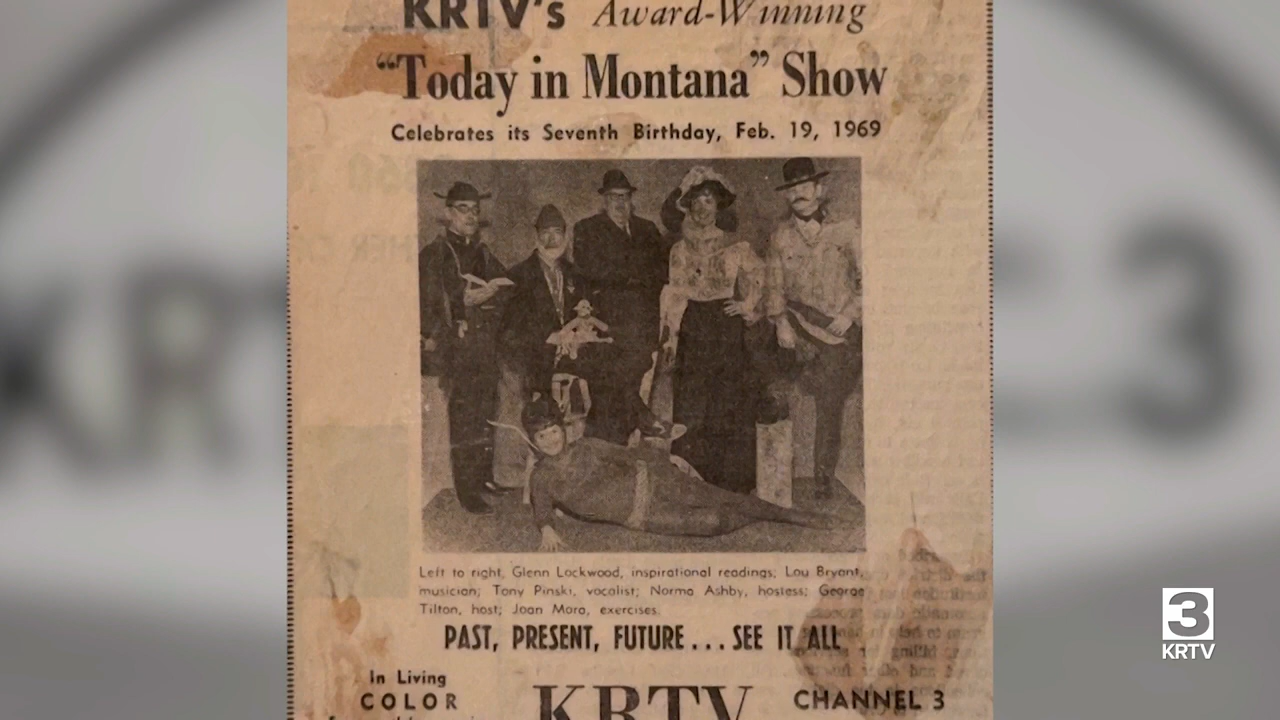 KRTV's Award-Winning
"Today in Montana" Show
Celebrates its Seventh Birthday, Feb. 19, 1969
Left to right, Glenn Lockwood, inspirational readings; Lou Bryant,
musician; Tony Pinski, vocalist; Norma Ashby, hostess; George
Tilton, host; Joan Mora, exercises.
PAST, PRESENT, FUTURE . . . SEE IT ALL
In Living
COLOR
KRTV
CHANNEL 3
3
KRTV